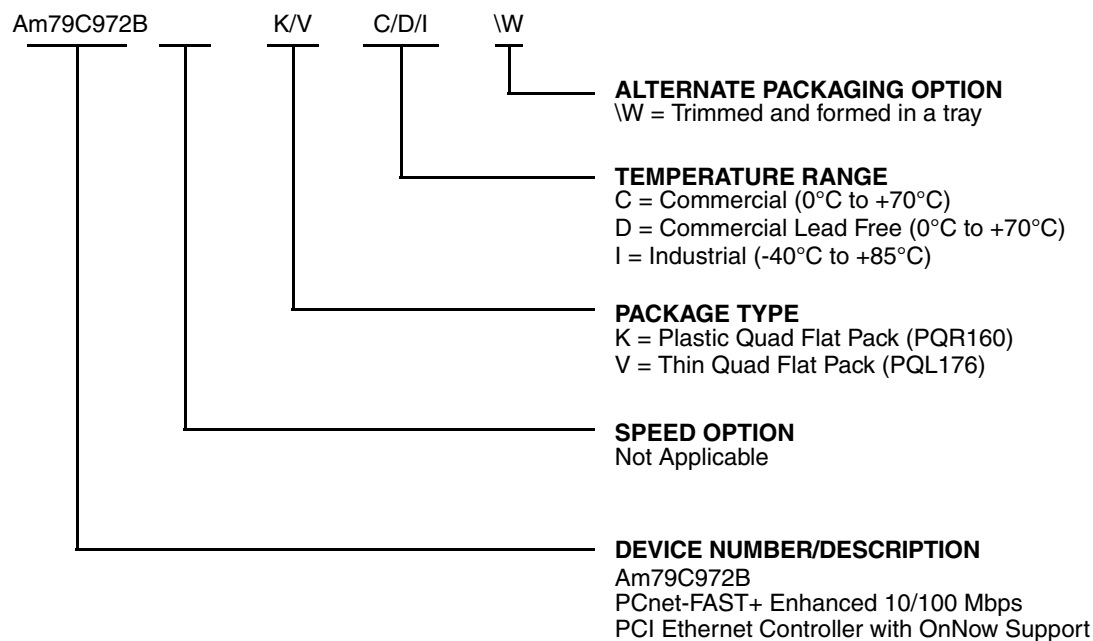 Am79C972B K/V C/D/I \W
ALTERNATE PACKAGING OPTION
\W = Trimmed and formed in a tray
TEMPERATURE RANGE
C = Commercial (0°C to +70°C)
D = Commercial Lead Free (0°C to +70°C)
I = Industrial (-40°C to +85°C)
PACKAGE TYPE
K = Plastic Quad Flat Pack (PQR160)
V = Thin Quad Flat Pack (PQL176)
SPEED OPTION
Not Applicable
DEVICE NUMBER/DESCRIPTION
Am79C972B
PCnet-FAST+ Enhanced 10/100 Mbps
PCI Ethernet Controller with OnNow Support